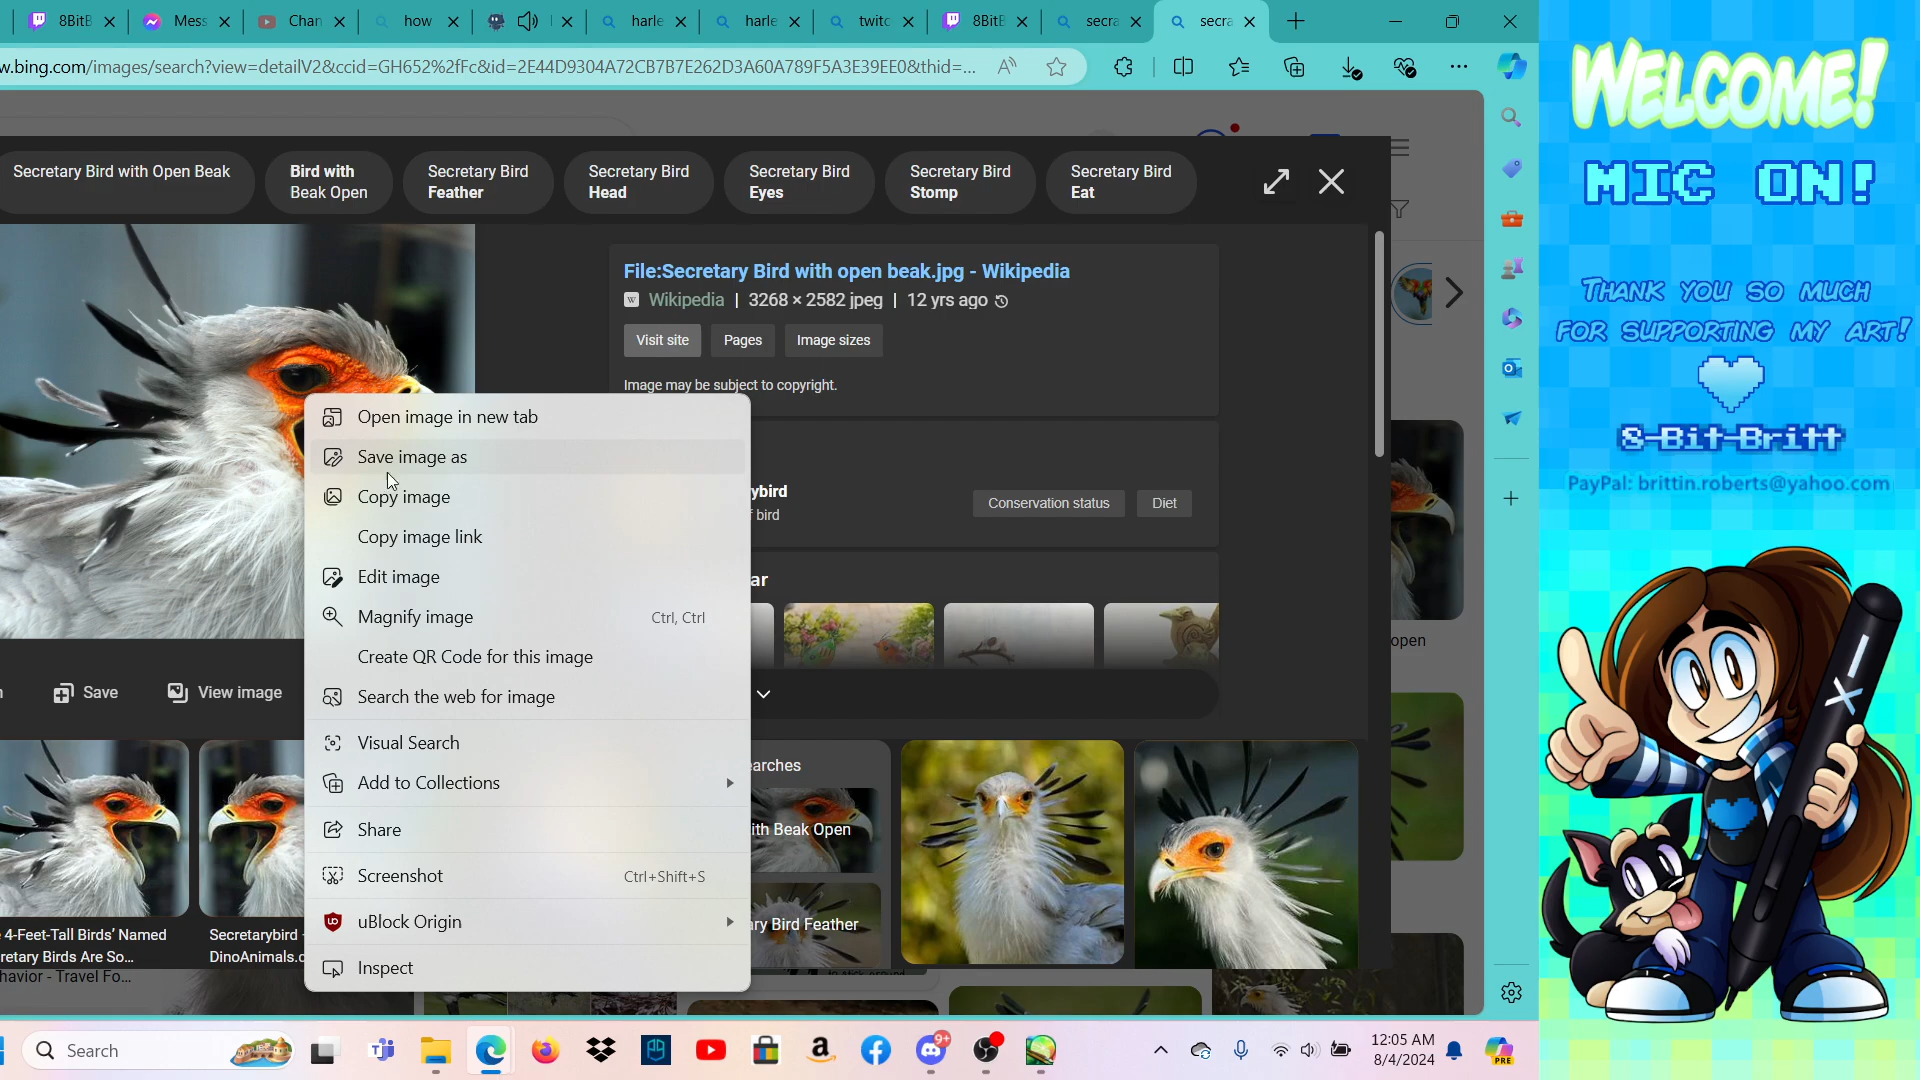 8BitB
Mess
Chan
how
harle
harle
twitc
8BitB
secra
secra
w.bing.com/images/search?view=detailV2&ccid=GH652%2fFc&id=2E44D9304A72CB7B7E262D3A60A789F5A3E39EE0&thid=...
Secretary Bird with Open Beak
Bird with
Beak Open
Secretary Bird
Feather
Secretary Bird
Head
Secretary Bird
Eyes
Secretary Bird
Stomp
Secretary Bird
Eat
File:Secretary Bird with open beak.jpg - Wikipedia
W Wikipedia | 3268 × 2582 jpeg | 12 yrs ago
Visit site
Pages
Image sizes
Image may be subject to copyright.
Open image in new tab
Save image as
Copy image
Copy image link
Edit image
Magnify image Ctrl, Ctrl
Create QR Code for this image
Search the web for image
Visual Search
Add to Collections
Share
Screenshot Ctrl+Shift+S
uBlock Origin
Inspect
ybird
f bird
Conservation status
Diet
ar
open
Save
View image
earches
ith Beak Open
ry Bird Feather
4-Feet-Tall Birds' Named
retary Birds Are So...
Secretarybird -
DinoAnimals.c
havior - Travel Fo...
Search
9+
12:05 AM
8/4/2024
PRE
WELCOME!
MIC ON!
THANK YOU SO MUCH
FOR SUPPORTING MY ART!
8-Bit-Britt
PayPal: brittin.roberts@yahoo.com
IX